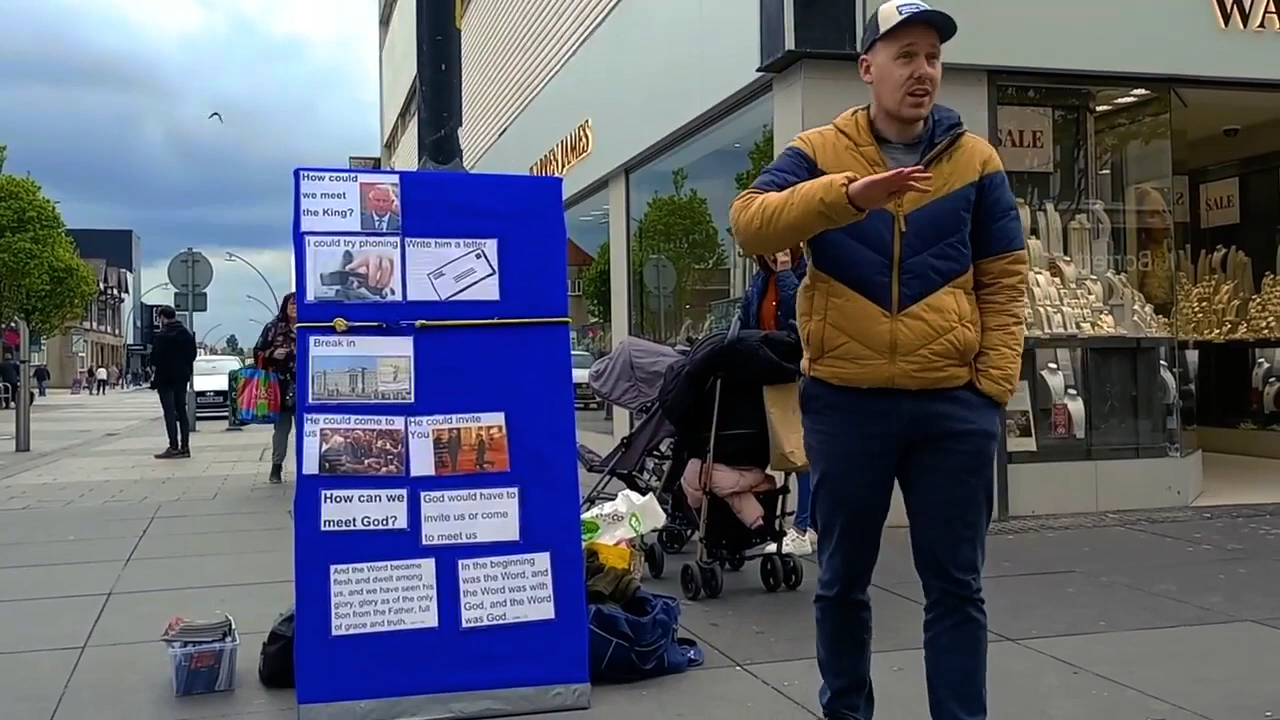 How could
we meet
the King?
I could try phoning
Write him a letter
Break in
He could come to
us
He could invite
You
How can we
meet God?
God would have to
invite us or come
to meet us
And the Word became
flesh and dwelt among
us, and we have seen his
glory, glory as of the only
Son from the Father, full
of grace and truth.
In the beginning
was the Word, and
the Word was with
God, and the Word
was God.
WARREN JAMES
WA
SALE
SALE
M&S